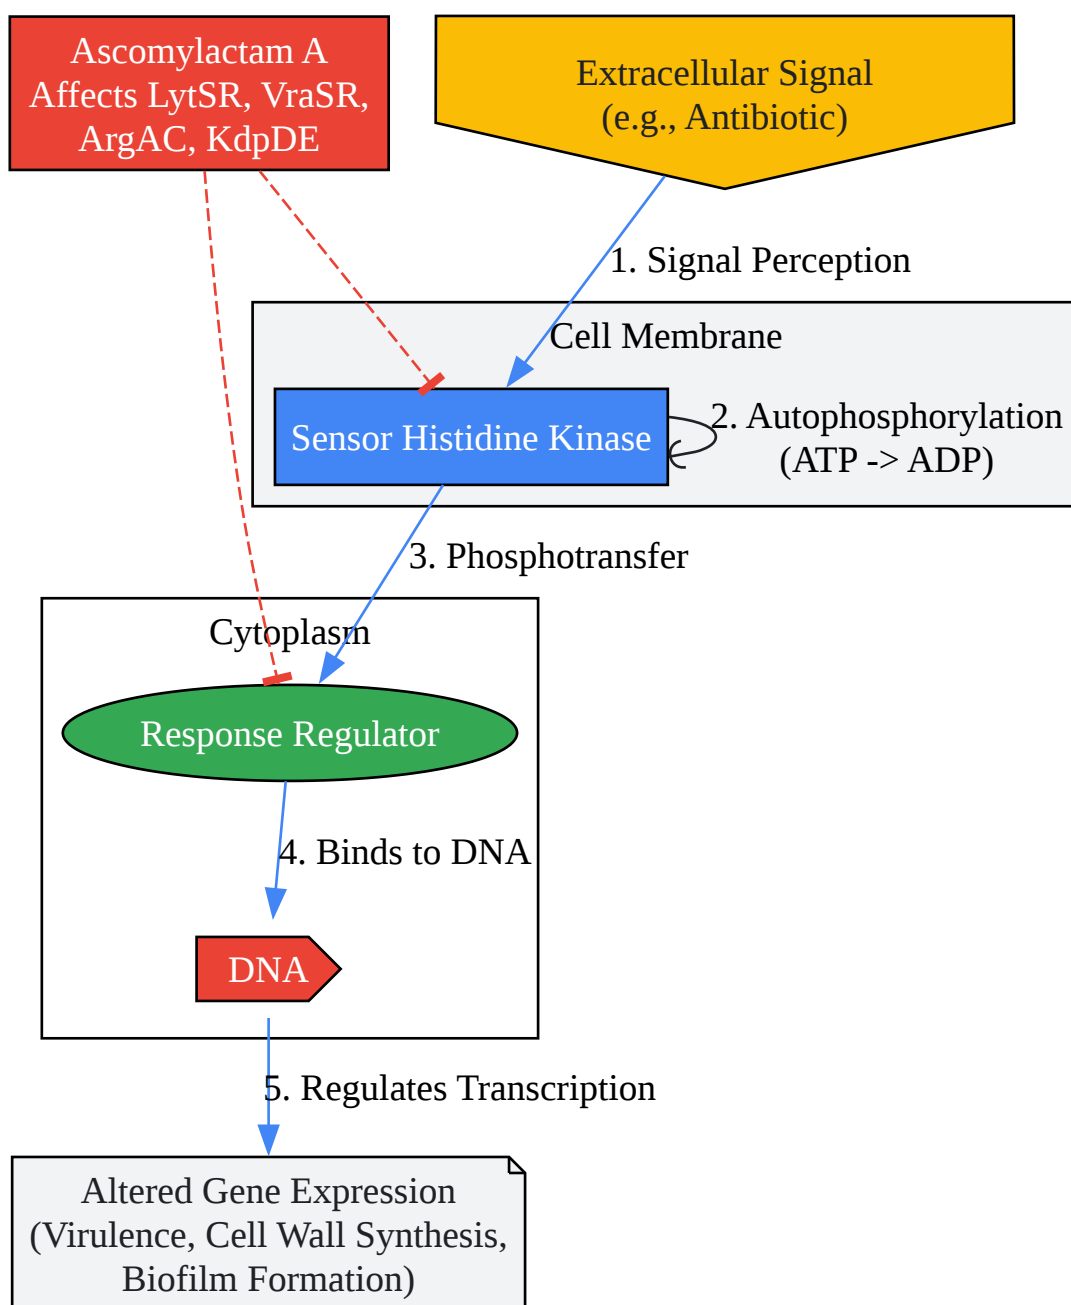 Ascomylactam A
Affects LytSR, VraSR,
ArgAC, KdpDE
Extracellular Signal
(e.g., Antibiotic)
1. Signal Perception
Cell Membrane
Sensor Histidine Kinase
2. Autophosphorylation
(ATP -> ADP)
3. Phosphotransfer
Cytoplasm
Response Regulator
4. Binds to DNA
DNA
5. Regulates Transcription
Altered Gene Expression
(Virulence, Cell Wall Synthesis,
Biofilm Formation)